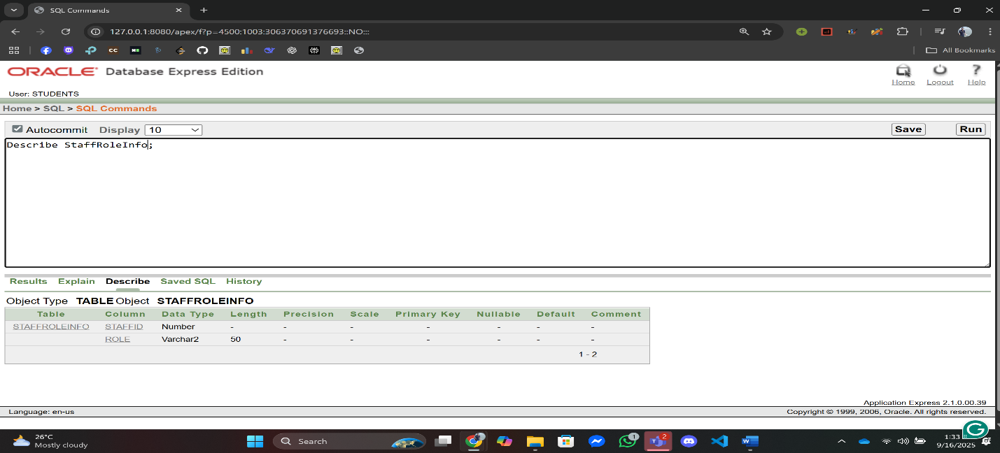 SQL Commands
127.0.0.1:8080/apex/f?p=4500:1003:306370691376693::NO:::
All Bookmarks
ORACLE Database Express Edition
Home Logout Help
User: STUDENTS
Home > SQL > SQL Commands
Autocommit Display 10 Save Run
Describe StaffRoleInfo;
Results Explain Describe Saved SQL History
Object Type TABLE Object STAFFROLEINFO
Table Column Data Type Length Precision Scale Primary Key Nullable Default Comment
STAFFROLEINFO STAFFID Number - - - - - - -
ROLE Varchar2 50 - - - - - -
1 - 2
Application Express 2.1.0.00.39
Language: en-us Copyright © 1999, 2006, Oracle. All rights reserved.
26°C
Mostly cloudy
Search
1
2
1:33
9/16/2025